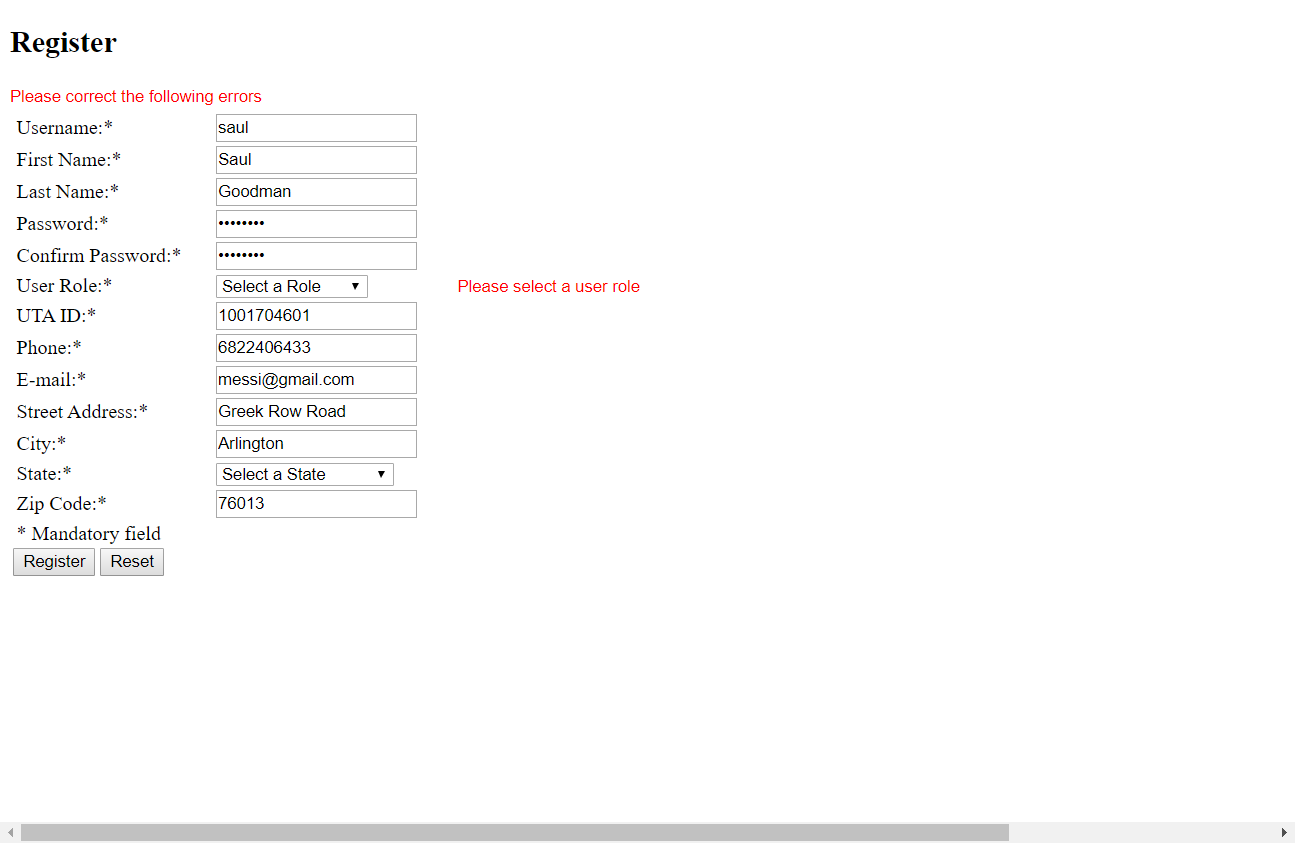 Register
Please correct the following errors
Username:* saul
First Name:* Saul
Last Name:* Goodman
Password:* ••••••••
Confirm Password:* ••••••••
User Role:* Select a Role ▼ Please select a user role
UTA ID:* 1001704601
Phone:* 6822406433
E-mail:* messi@gmail.com
Street Address:* Greek Row Road
City:* Arlington
State:* Select a State ▼
Zip Code:* 76013
* Mandatory field
Register Reset